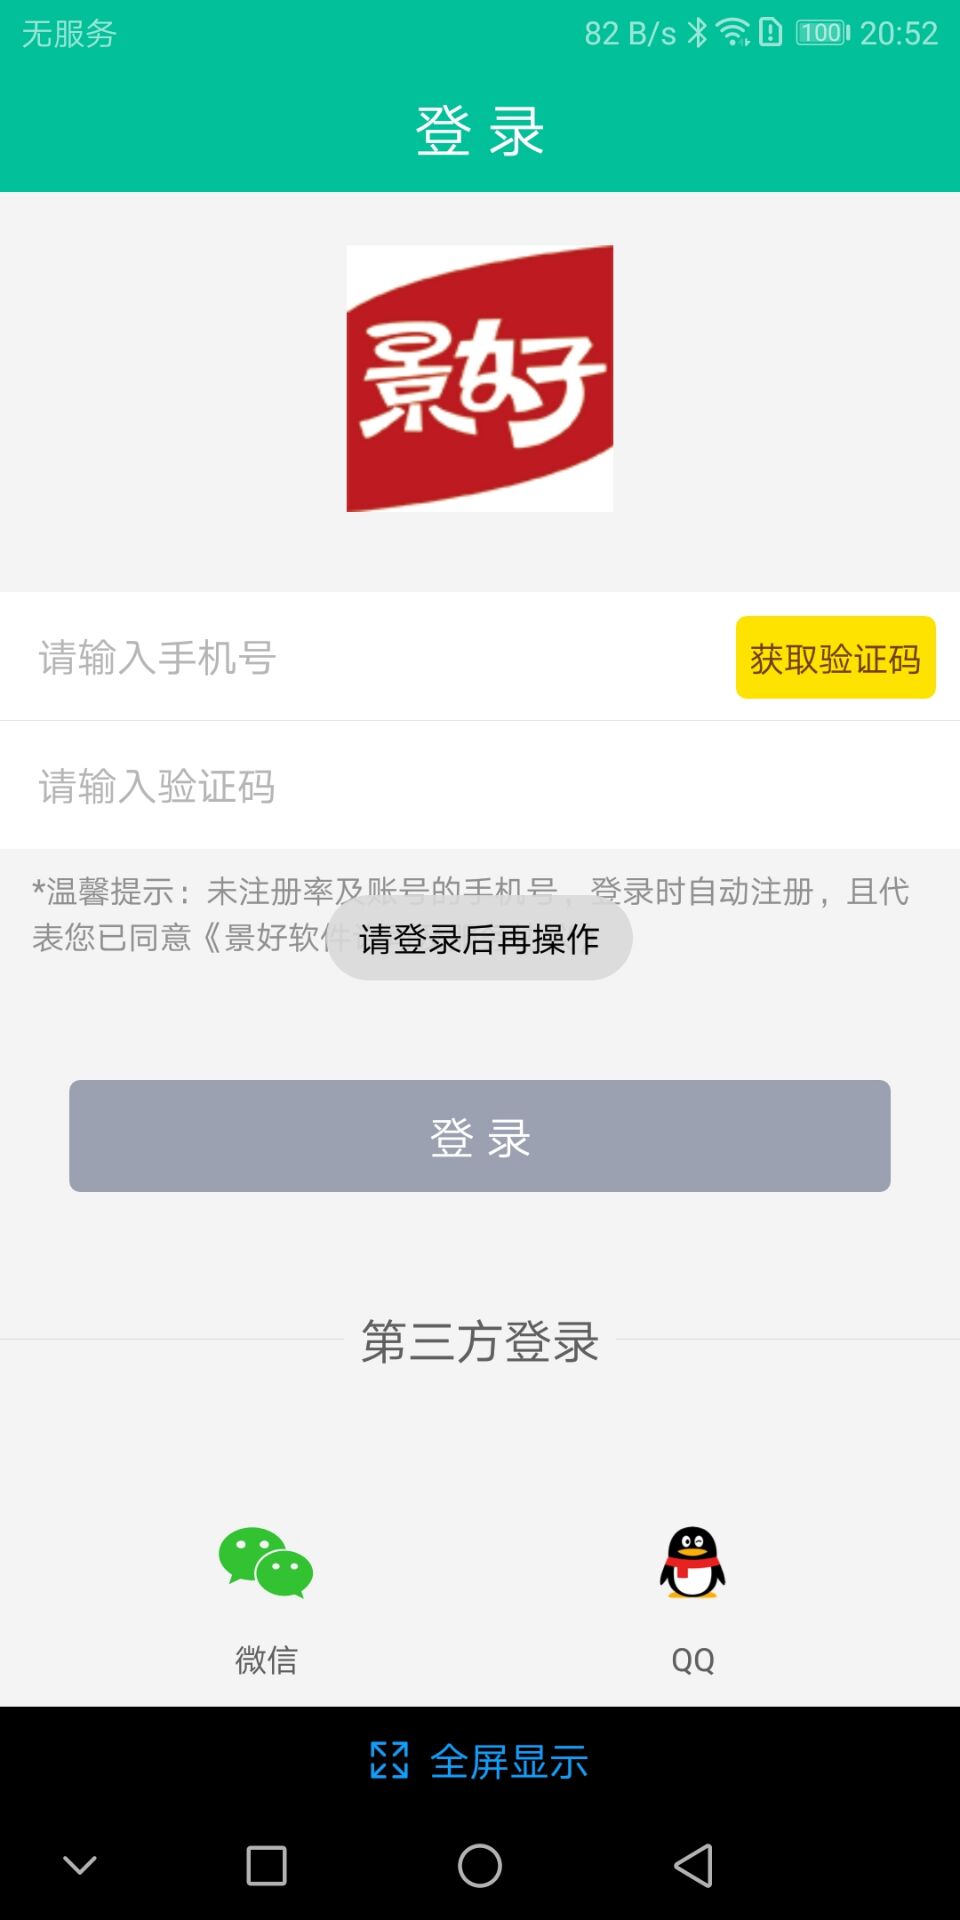 无服务 82 B/s 100 20:52
登 录
景好
请输入手机号 获取验证码
请输入验证码
*温馨提示：未注册率及账号的手机号，登录时自动注册，且代
表您已同意《景好软件
请登录后再操作
登 录
第三方登录
微信 QQ
全屏显示